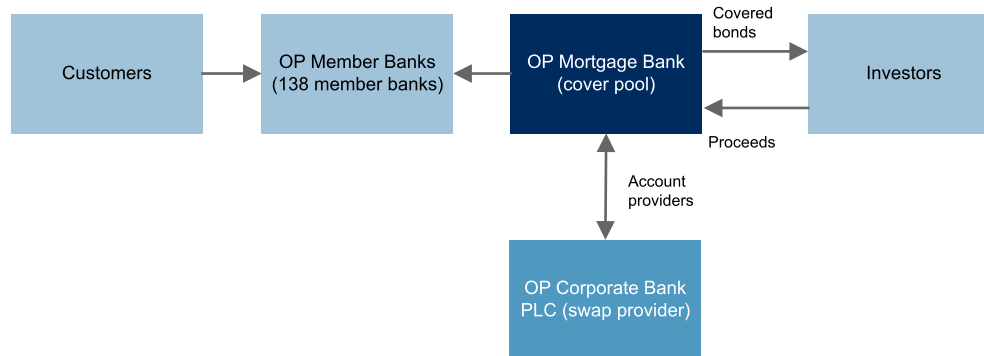 Customers
OP Member Banks
(138 member banks)
OP Mortgage Bank
(cover pool)
Covered
bonds
Proceeds
Investors
Account
providers
OP Corporate Bank
PLC (swap provider)